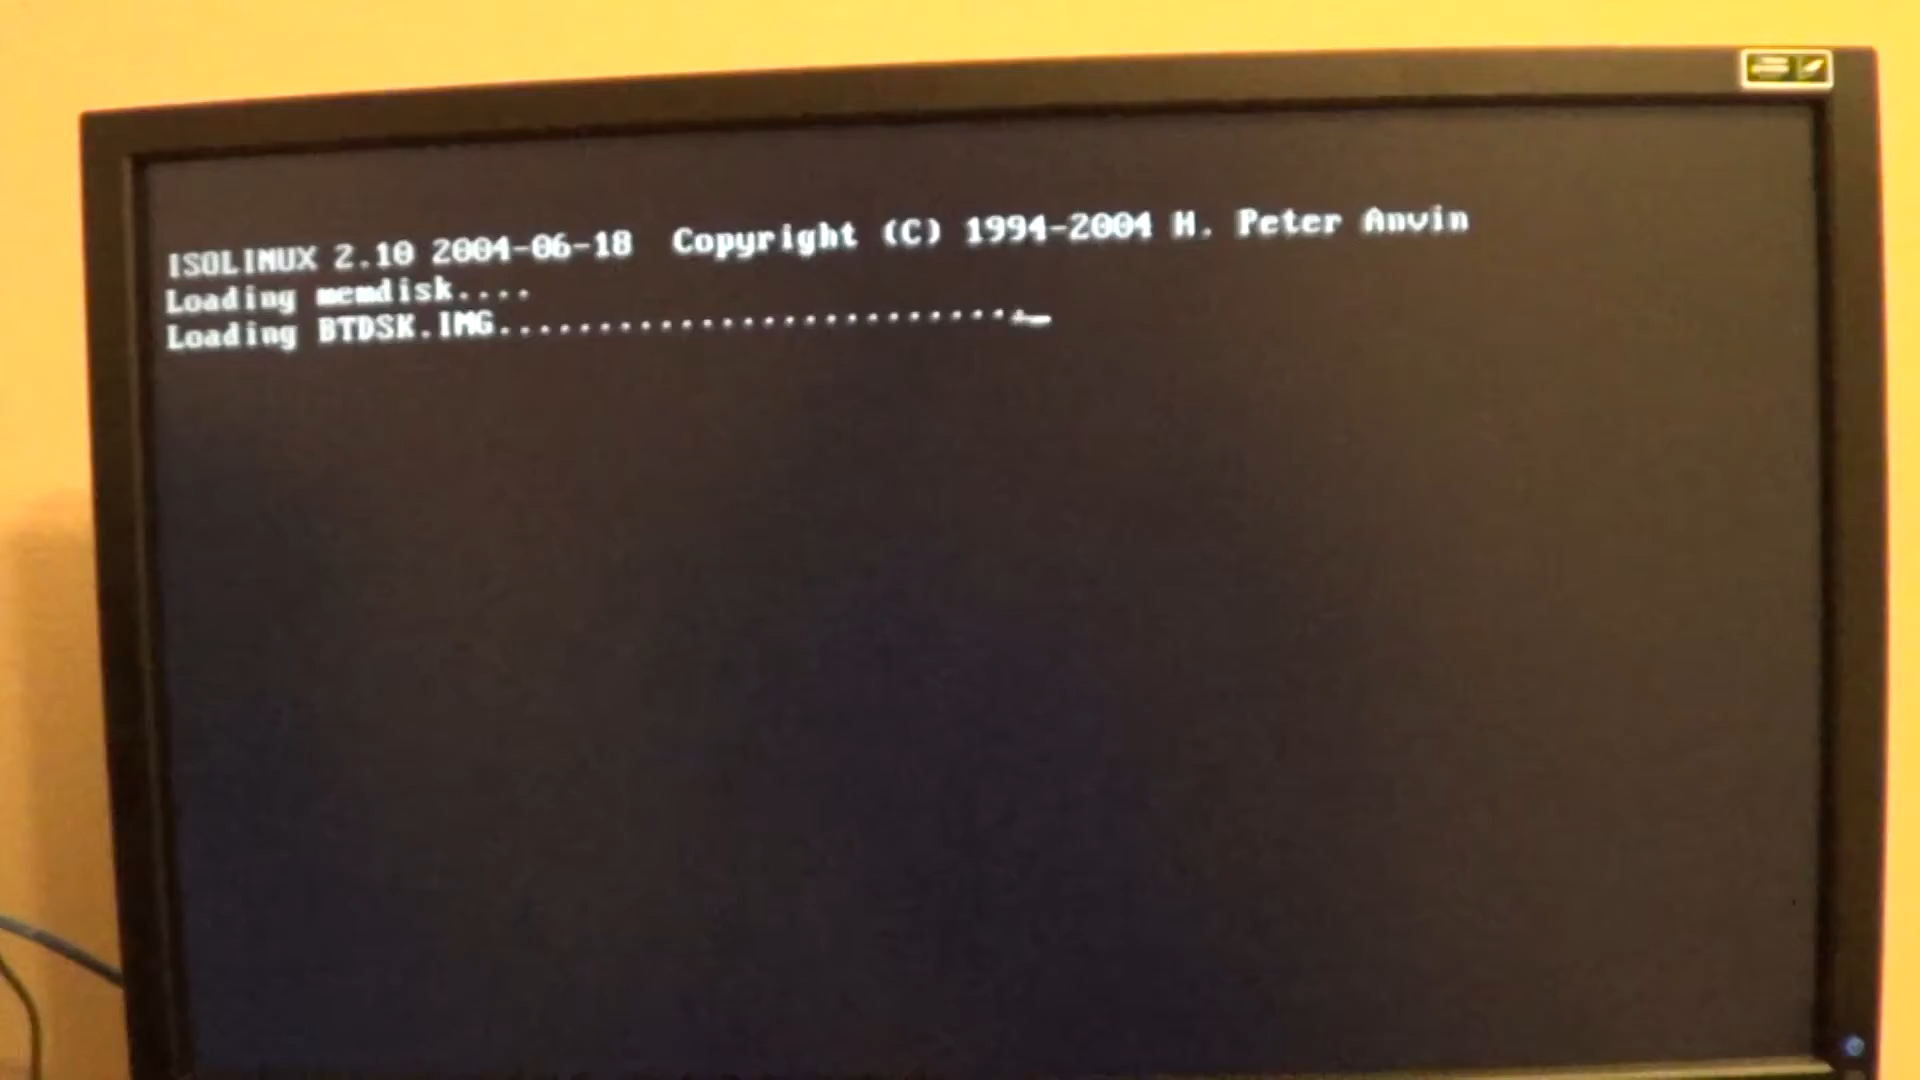 ISOLINUX 2.10 2004-06-18  Copyright (C) 1994-2004 H. Peter Anvin
Loading memdisk....
Loading BTDSK.IMG..........................